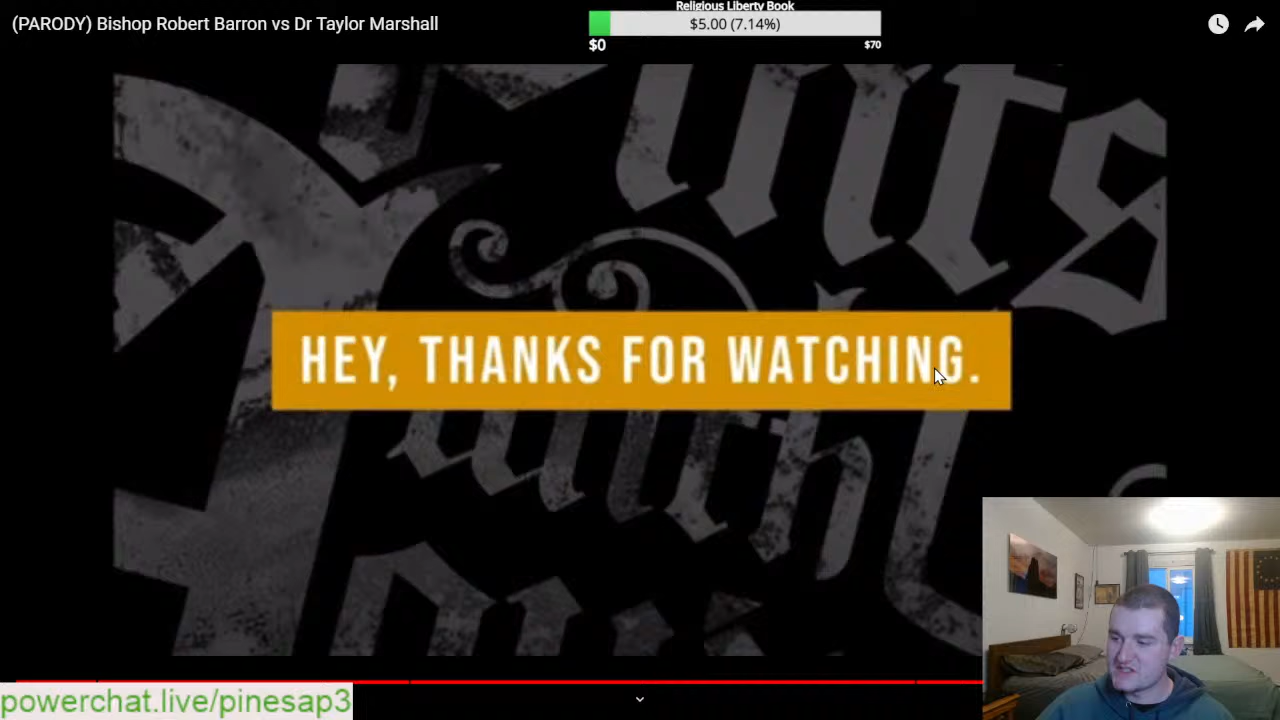 (PARODY) Bishop Robert Barron vs Dr Taylor Marshall
Religious Liberty Book
$5.00 (7.14%)
$0
$70
HEY, THANKS FOR WATCHING.
powerchat.live/pinesap3